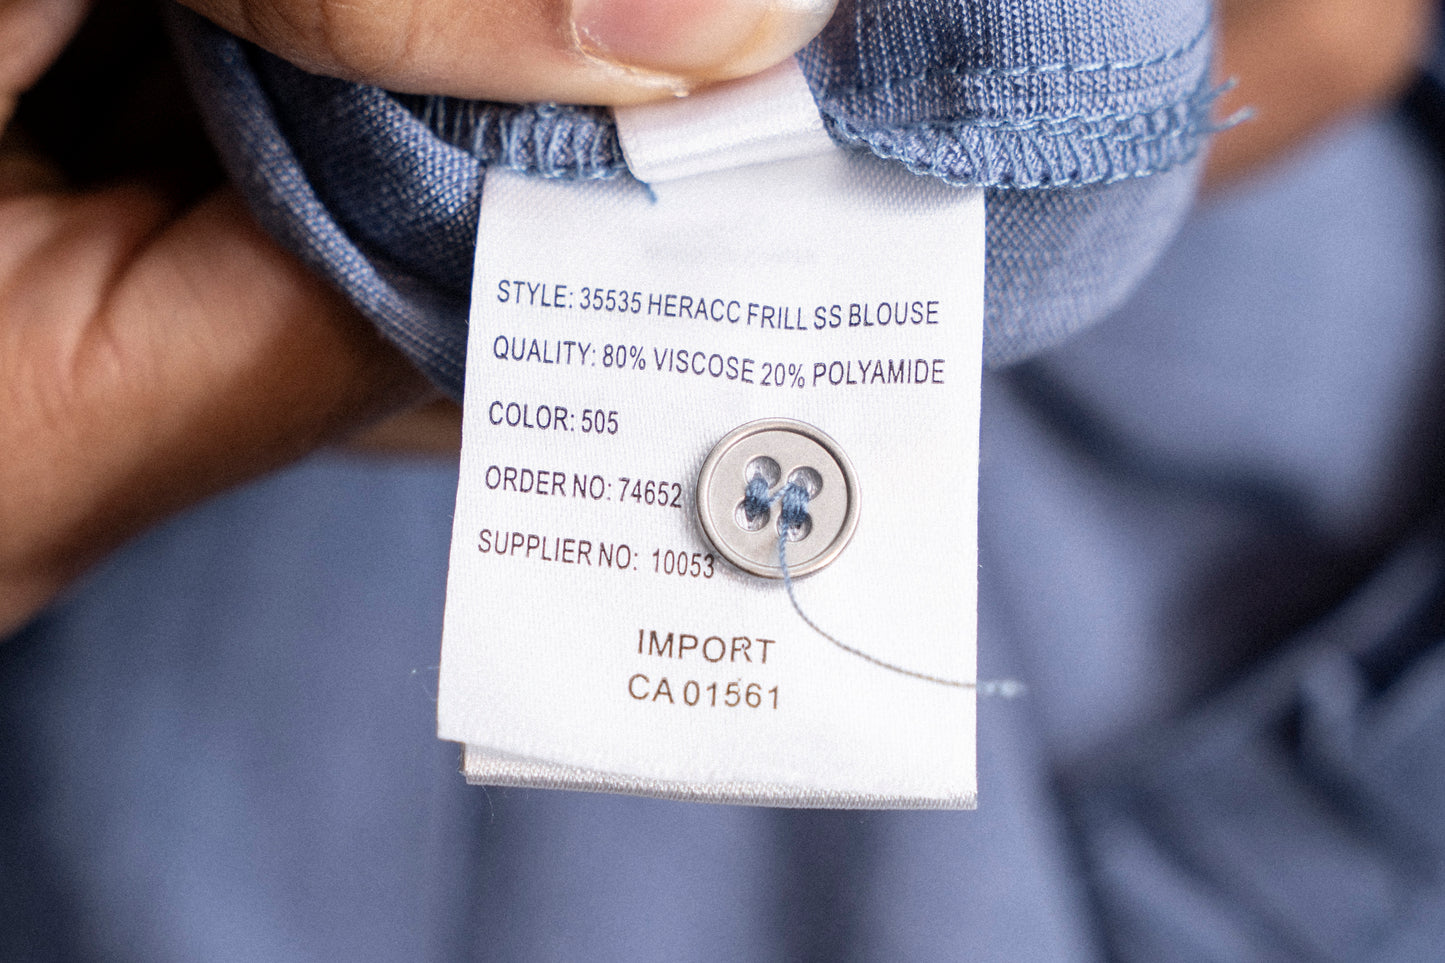 STYLE: 35535 HERACC FRILL SS BLOUSE
QUALITY: 80% VISCOSE 20% POLYAMIDE
COLOR: 505
ORDER NO: 74652
SUPPLIER NO: 10053
IMPORT
CA 01561